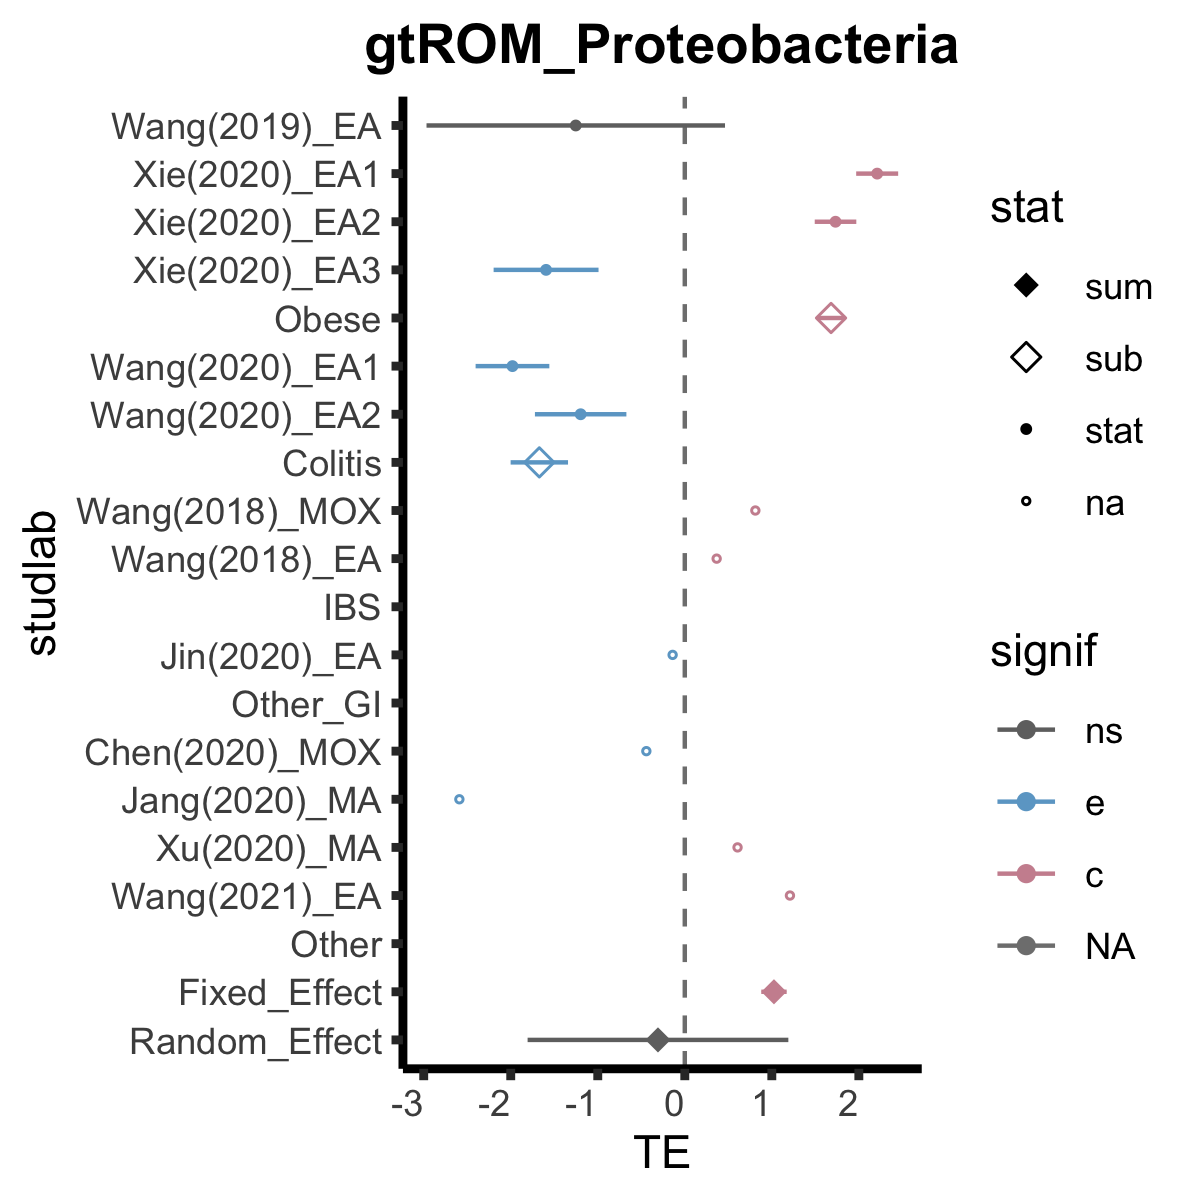 gtROM_Proteobacteria
studlab
Wang(2019)_EA
Xie(2020)_EA1
Xie(2020)_EA2
Xie(2020)_EA3
Obese
Wang(2020)_EA1
Wang(2020)_EA2
Colitis
Wang(2018)_MOX
Wang(2018)_EA
IBS
Jin(2020)_EA
Other_GI
Chen(2020)_MOX
Jang(2020)_MA
Xu(2020)_MA
Wang(2021)_EA
Other
Fixed_Effect
Random_Effect
-3 -2 -1 0 1 2
TE
stat
sum
sub
stat
na
signif
ns
e
c
NA